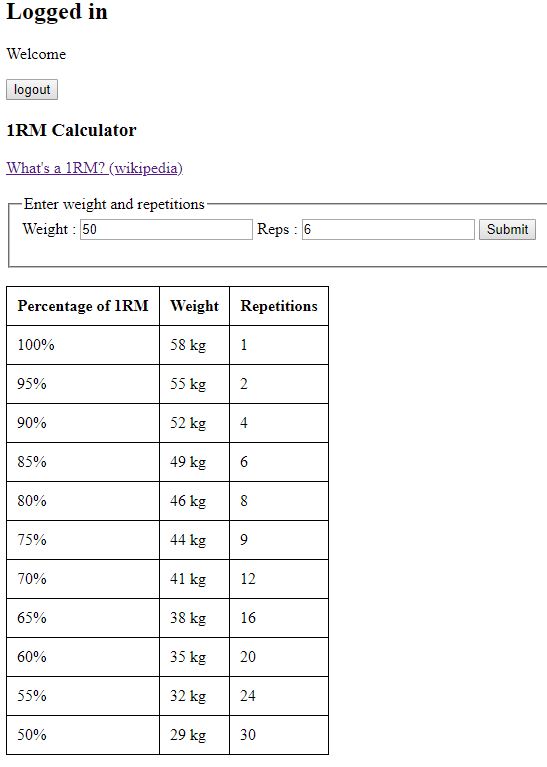 Logged in
Welcome
logout
1RM Calculator
What's a 1RM? (wikipedia)
Enter weight and repetitions
Weight : 50 Reps : 6 Submit
Percentage of 1RM Weight Repetitions
100% 58 kg 1
95% 55 kg 2
90% 52 kg 4
85% 49 kg 6
80% 46 kg 8
75% 44 kg 9
70% 41 kg 12
65% 38 kg 16
60% 35 kg 20
55% 32 kg 24
50% 29 kg 30